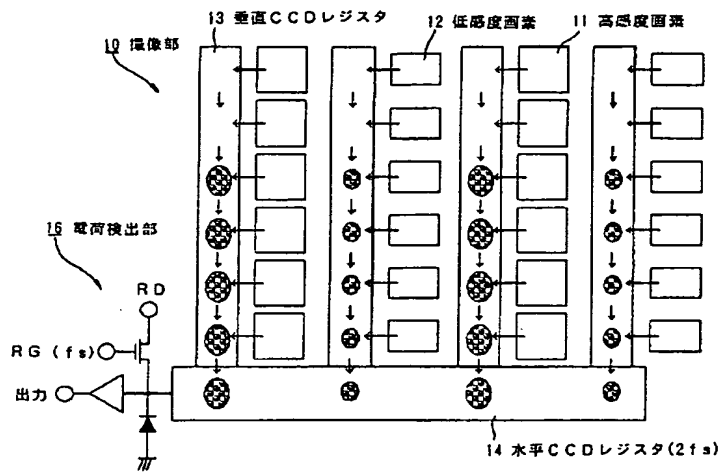 13 垂直CCDレジスタ
12 低感度画素
11 高感度画素
10 撮像部
16 電荷検出部
RD
RG (fs)
出力
14 水平CCDレジスタ(2fs)